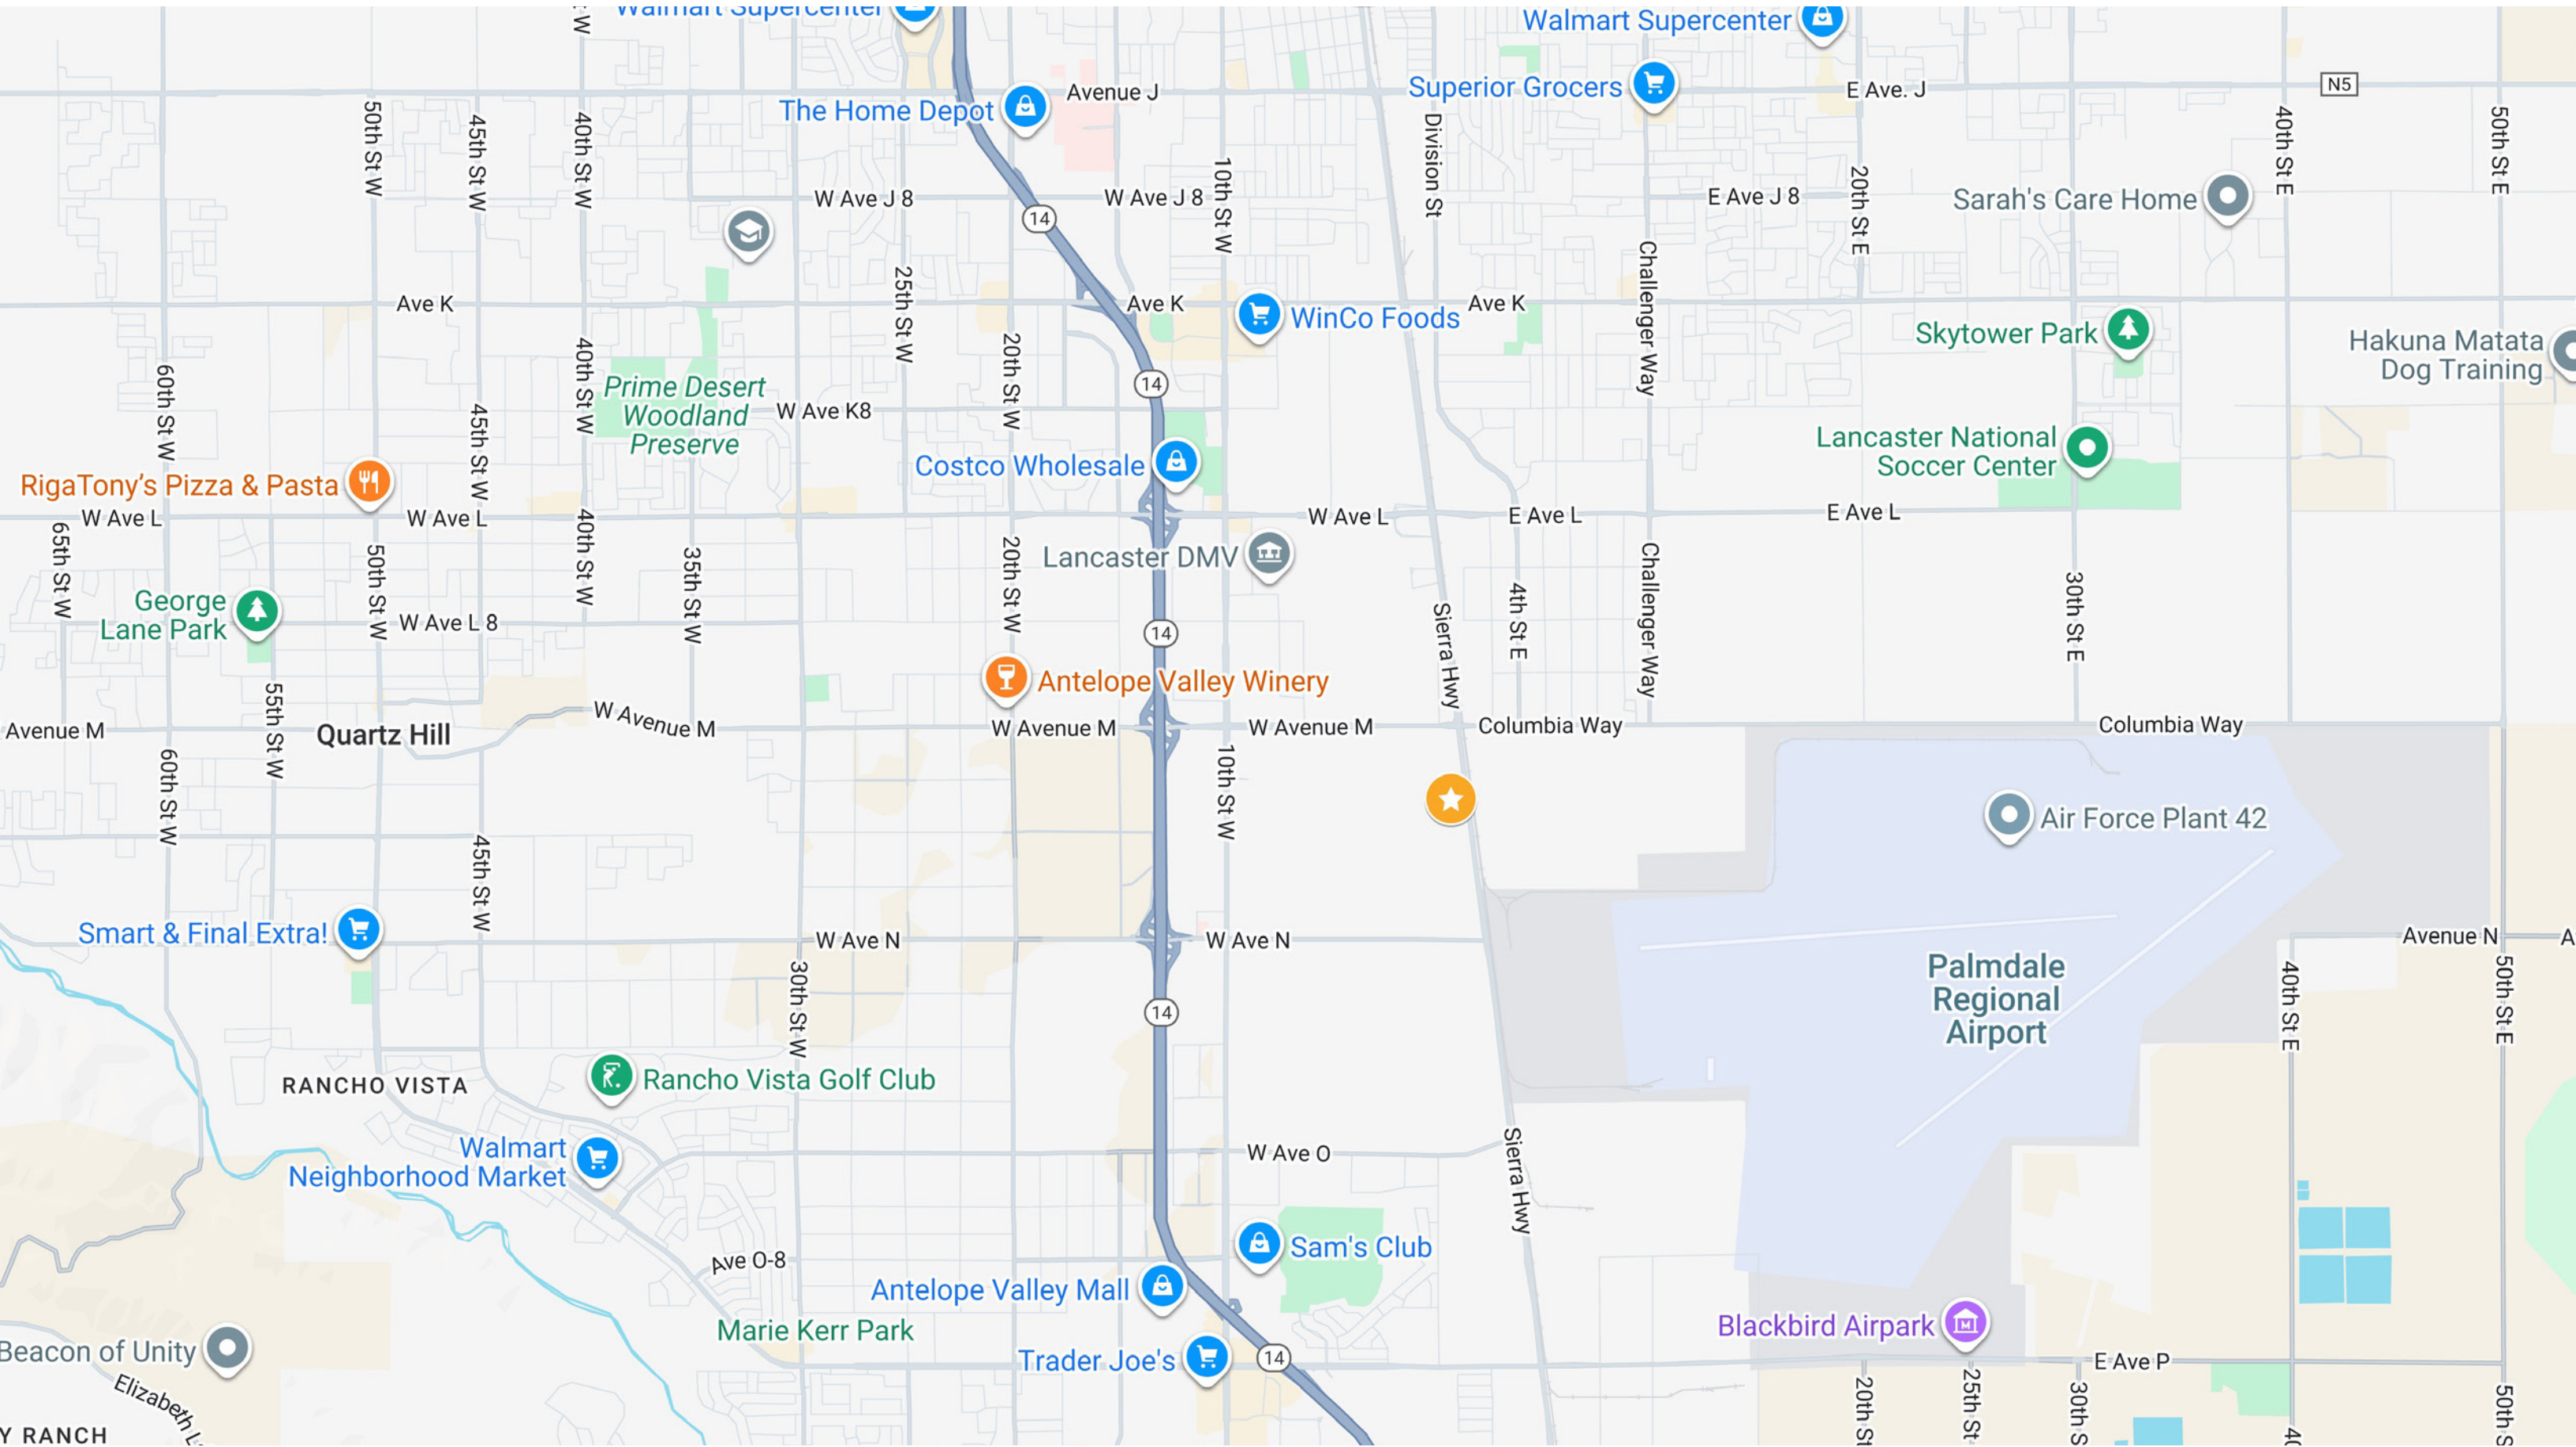 Walmart Supercenter
Walmart Supercenter
The Home Depot
Avenue J
Superior Grocers
E Ave. J
N5
50th St W
45th St W
40th St W
10th St W
Division St
20th St E
40th St E
50th St E
W Ave J 8
W Ave J 8
E Ave J 8
Sarah's Care Home
14
25th St W
Challenger Way
Ave K
Ave K
WinCo Foods
Ave K
Skytower Park
Hakuna Matata
Dog Training
60th St W
40th St W
20th St W
14
Prime Desert
Woodland
Preserve
W Ave K8
45th St W
Costco Wholesale
Lancaster National
Soccer Center
RigaTony's Pizza & Pasta
W Ave L
W Ave L
40th St W
W Ave L
E Ave L
E Ave L
65th St W
50th St W
35th St W
20th St W
Lancaster DMV
Challenger Way
George
Lane Park
W Ave L 8
14
Sierra Hwy
4th St E
30th St E
55th St W
Antelope Valley Winery
Avenue M
Quartz Hill
W Avenue M
W Avenue M
W Avenue M
Columbia Way
Columbia Way
60th St W
10th St W
Air Force Plant 42
45th St W
Smart & Final Extra!
W Ave N
W Ave N
Avenue N
A
30th St W
14
Palmdale
Regional
Airport
40th St E
50th St E
RANCHO VISTA
Rancho Vista Golf Club
Walmart
Neighborhood Market
W Ave O
Sierra Hwy
Ave O-8
Sam's Club
Antelope Valley Mall
Marie Kerr Park
Blackbird Airpark
Beacon of Unity
Trader Joe's
14
E Ave P
Elizabeth L
20th St
25th St
30th S
50th S
Y RANCH